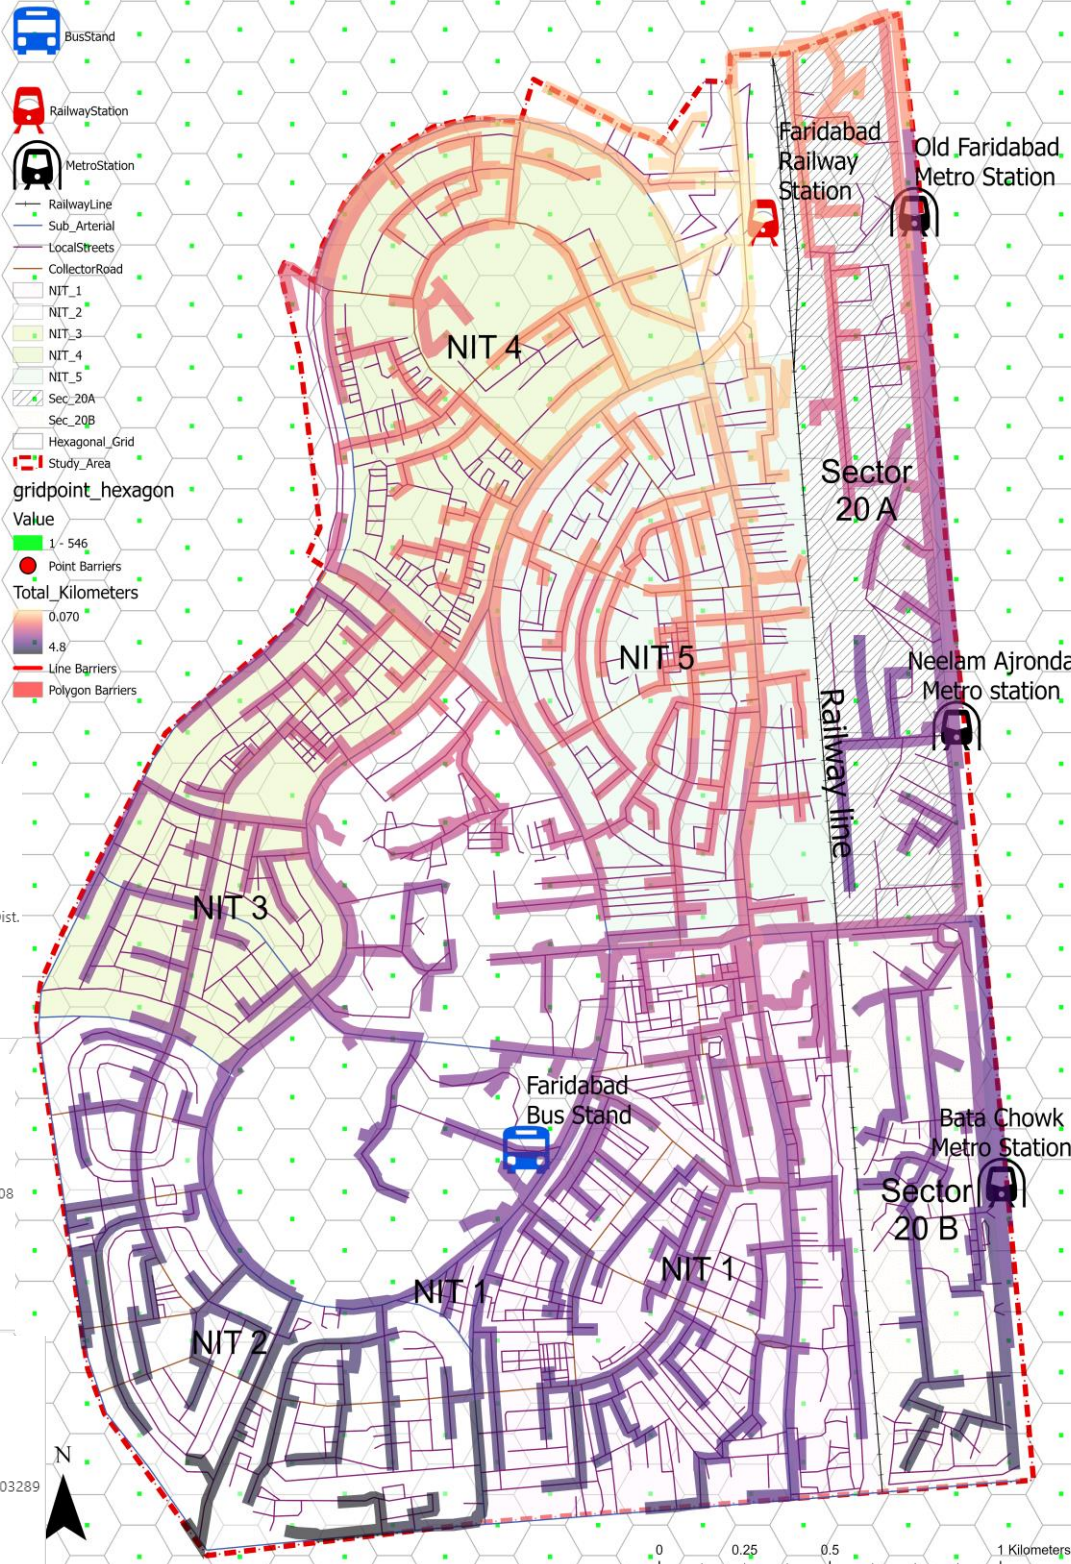 BusStand
RailwayStation
MetroStation
RailwayLine
Sub_Arterial
LocalStreets
CollectorRoad
NIT_1
NIT_2
NIT_3
NIT_4
NIT_5
Sec_20A
Sec_20B
Hexagonal_Grid
Study_Area
gridpoint_hexagon
Value
1 - 546
Point Barriers
Total_Kilometers
0.070
4.8
Line Barriers
Polygon Barriers
Faridabad
Railway
Station
Old Faridabad
Metro Station
NIT 4
Sector
20 A
NIT 5
Neelam Ajronda
Metro station
Railway line
NIT 3
Dist.
Faridabad
Bus Stand
Bata Chowk
Metro Station
Sector
20 B
08
NIT 1
NIT 1
NIT 2
N
03289
0 0.25 0.5 1 Kilometers